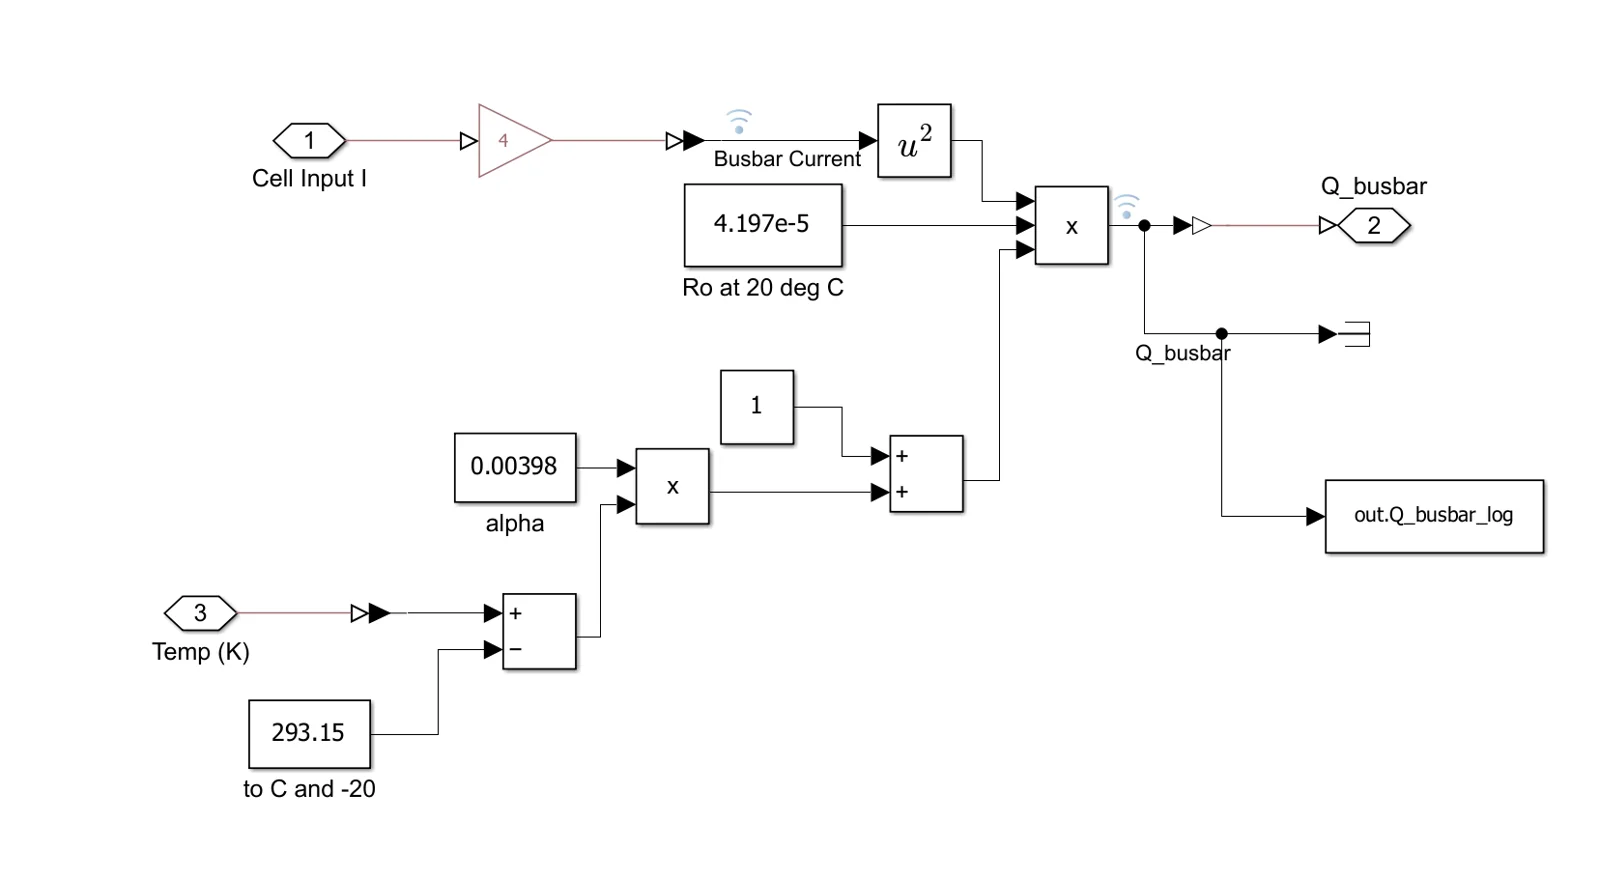 1
Cell Input I
4
Busbar Current
u²
4.197e-5
Ro at 20 deg C
x
Q_busbar
2
Q_busbar
1
0.00398
alpha
x
+
+
out.Q_busbar_log
3
Temp (K)
+
−
293.15
to C and -20